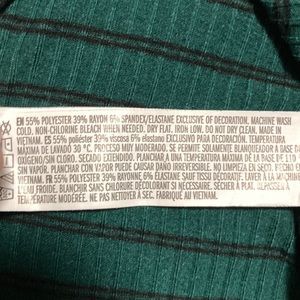 EN 55% POLYESTER 39% RAYON 6% SPANDEX/ELASTANE EXCLUSIVE OF DECORATION. MACHINE WASH
COLD. NON-CHLORINE BLEACH WHEN NEEDED. DRY FLAT. IRON LOW. DO NOT DRY CLEAN. MADE IN
VIETNAM. ES 55% poliéster 39% viscosa 6% elastano EXCLUSIVO DE DECORACIÓN. TEMPERATURA
MÁXIMA DE LAVADO 30 °C. PROCESO MUY MODERADO. SE PERMITE SOLAMENTE EL BLANQUEADOR A BASE DE
OXÍGENO/SIN CLORO. PLANCHAR A UNA TEMPERATURA MÁXIMA DE LA BASE DE 110
SIN VAPOR. PLANCHAR CON VAPOR PUEDE CAUSAR DAÑO IRREVERSIBLE. NO LIMPIAR EN SECO. HECHO EN
VIETNAM. FR 55% POLYESTER 39% RAYONNE 6% ÉLASTHANNE SAUF TISSU DÉCORATIF. LAVER À LA MACHINE
À L'EAU FROIDE. BLANCHIR SANS CHLORE SI NÉCESSAIRE. SÉCHER À PLAT. REPASSER À
TEMPÉRATURE MODÉRÉE. NE PAS NETTOYER À SEC. FABRIQUÉ AU
VIETNAM.